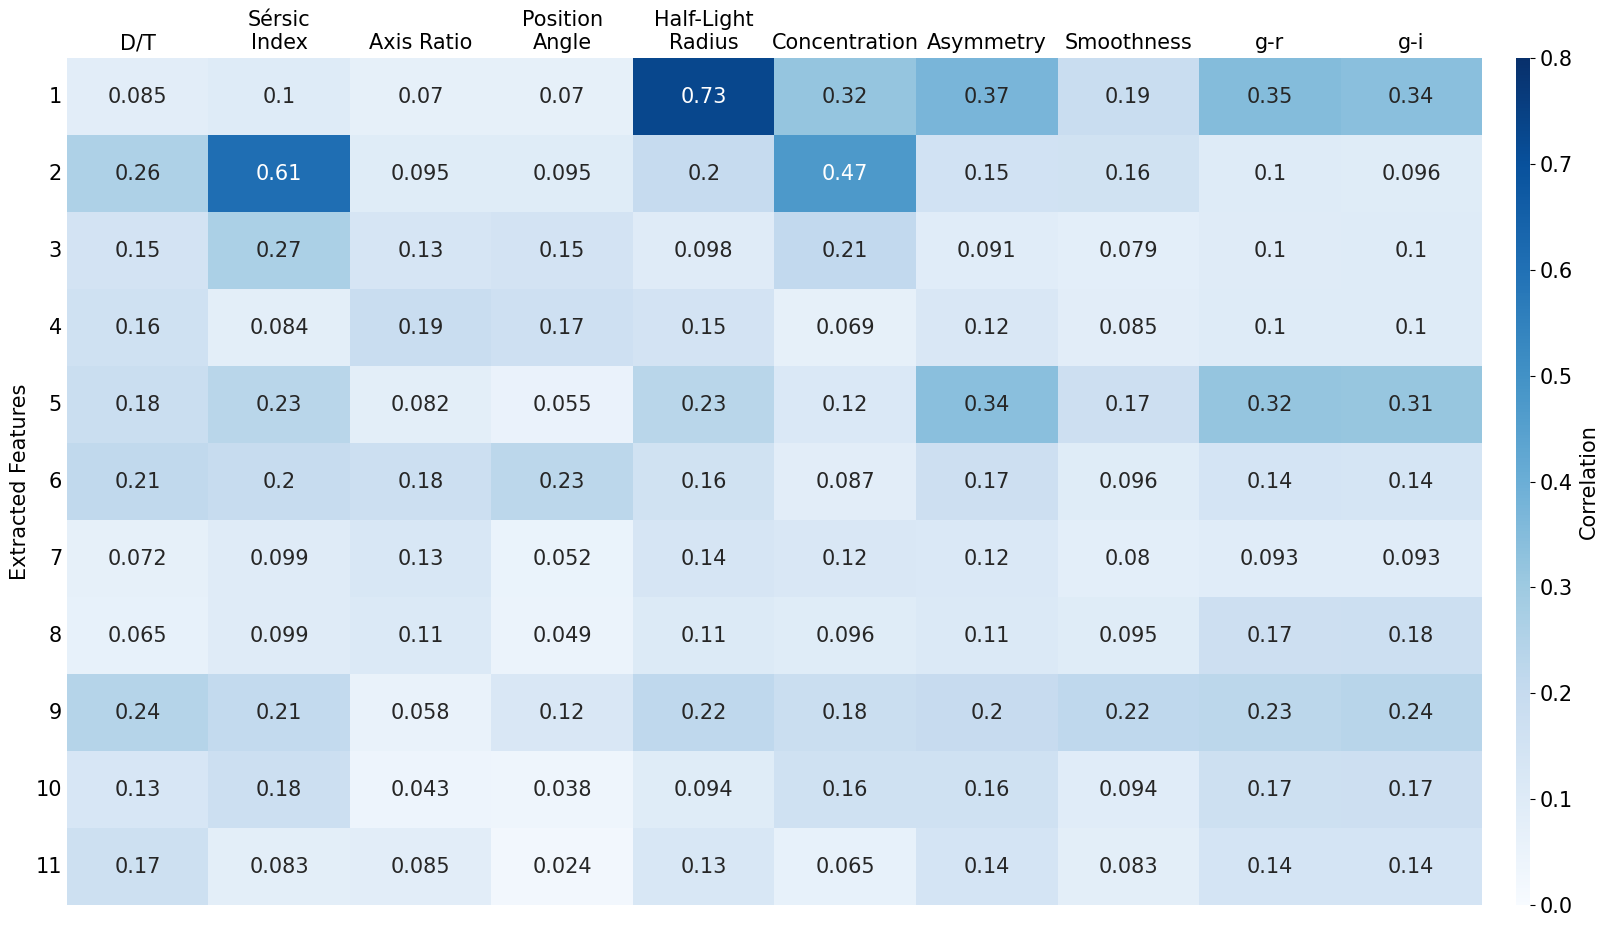 D/T Sérsic Index Axis Ratio Position Angle Half-Light Radius Concentration Asymmetry Smoothness g-r g-i
1 0.085 0.1 0.07 0.07 0.73 0.32 0.37 0.19 0.35 0.34
2 0.26 0.61 0.095 0.095 0.2 0.47 0.15 0.16 0.1 0.096
3 0.15 0.27 0.13 0.15 0.098 0.21 0.091 0.079 0.1 0.1
4 0.16 0.084 0.19 0.17 0.15 0.069 0.12 0.085 0.1 0.1
5 0.18 0.23 0.082 0.055 0.23 0.12 0.34 0.17 0.32 0.31
6 0.21 0.2 0.18 0.23 0.16 0.087 0.17 0.096 0.14 0.14
7 0.072 0.099 0.13 0.052 0.14 0.12 0.12 0.08 0.093 0.093
8 0.065 0.099 0.11 0.049 0.11 0.096 0.11 0.095 0.17 0.18
9 0.24 0.21 0.058 0.12 0.22 0.18 0.2 0.22 0.23 0.24
10 0.13 0.18 0.043 0.038 0.094 0.16 0.16 0.094 0.17 0.17
11 0.17 0.083 0.085 0.024 0.13 0.065 0.14 0.083 0.14 0.14
Extracted Features
0.8
0.7
0.6
0.5
0.4
0.3
0.2
0.1
0.0
Correlation